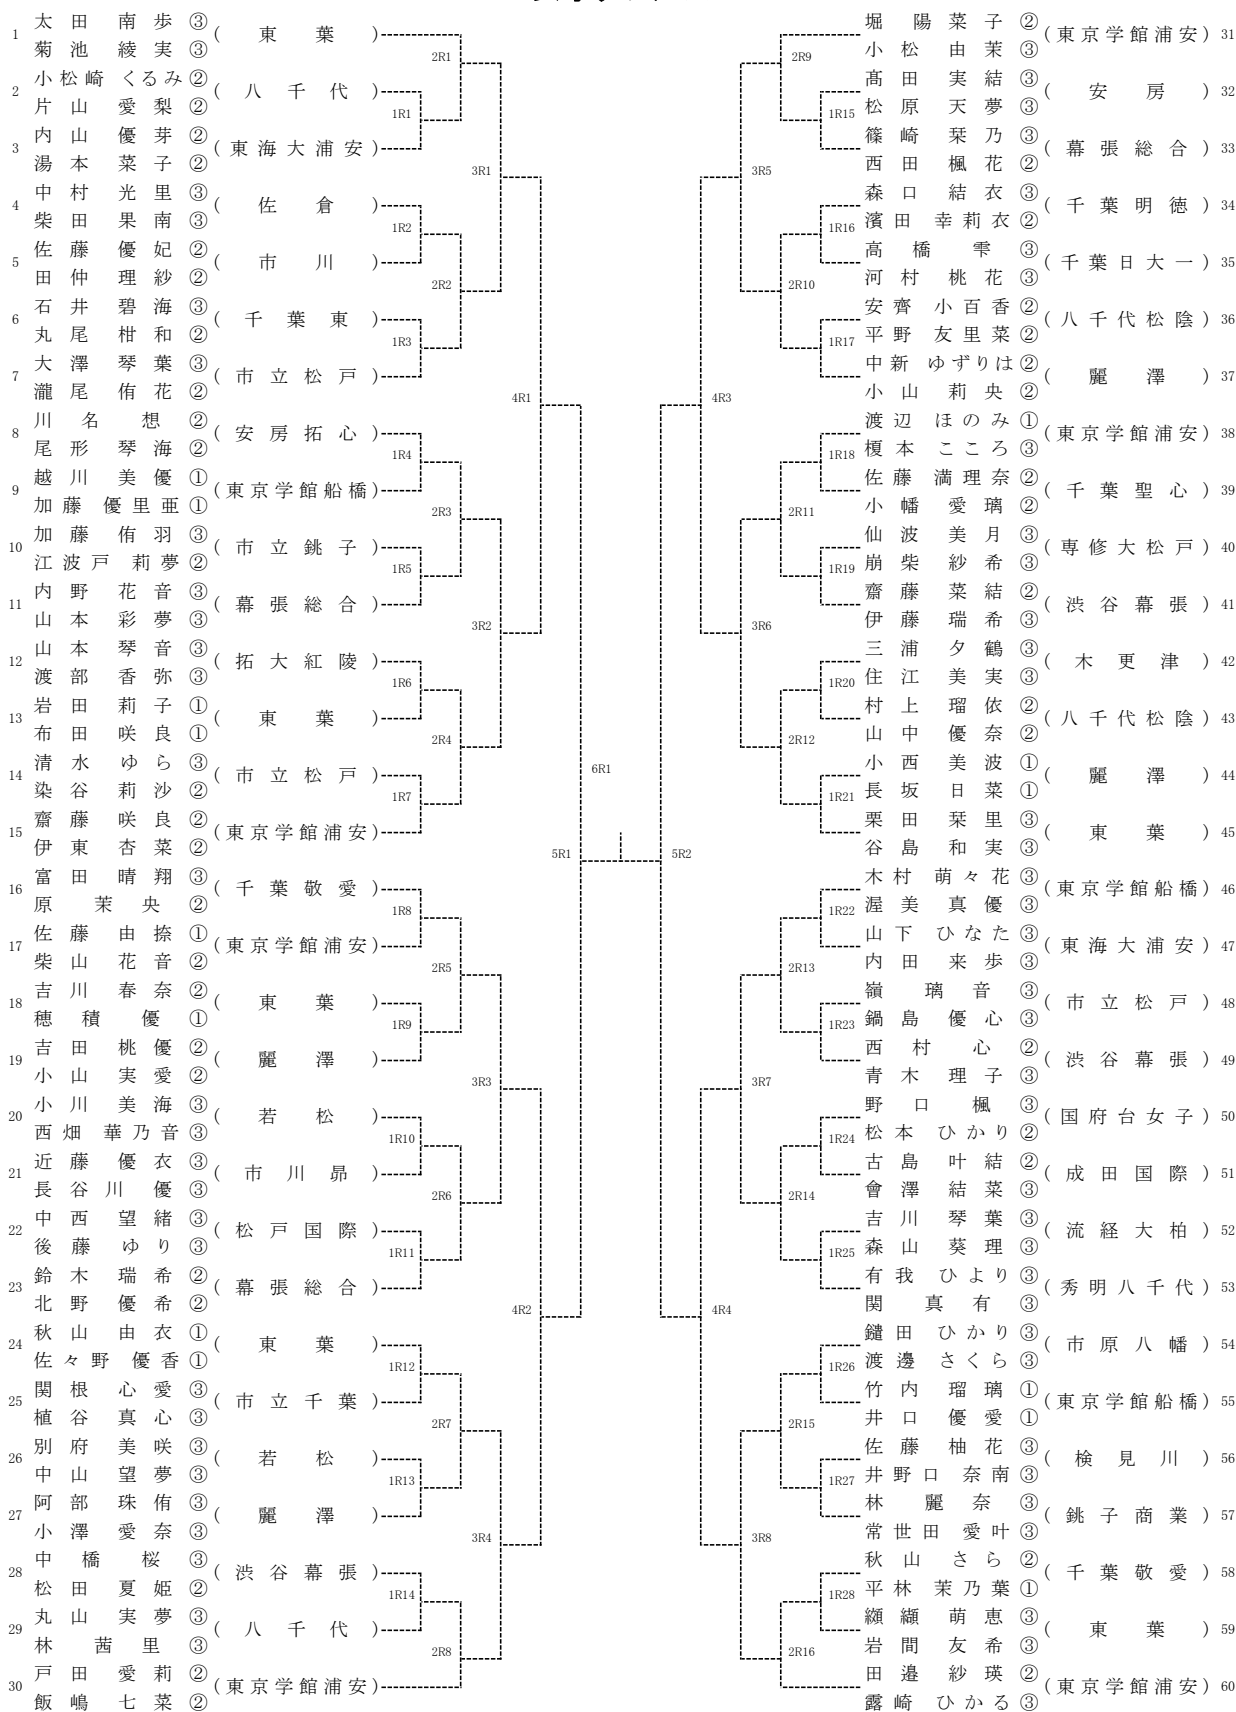 1 太田 南歩 ③
(東葉)
菊池 綾実 ③
2 小松崎 くるみ ②
(八千代)
片山 愛梨 ②
3 内山 優芽 ②
(東海大浦安)
湯本 菜子 ②
4 中村 光里 ③
(佐倉)
柴田 果南 ③
5 佐藤 優妃 ②
(市川)
田仲 理紗 ②
6 石井 碧海 ③
(千葉東)
丸尾 柑和 ②
7 大澤 琴葉 ③
(市立松戸)
瀧尾 侑花 ②
8 川名 想 ②
(安房拓心)
尾形 琴海 ②
9 越川 美優 ①
(東京学館船橋)
加藤 優里亜 ①
10 加藤 侑羽 ③
(市立銚子)
江波戸 莉夢 ②
11 内野 花音 ③
(幕張総合)
山本 彩夢 ③
12 山本 琴音 ③
(拓大紅陵)
渡部 香弥 ③
13 岩田 莉子 ①
(東葉)
布田 咲良 ①
14 清水 ゆら ③
(市立松戸)
染谷 莉沙 ②
15 齋藤 咲良 ②
(東京学館浦安)
伊東 杏菜 ②
16 富田 晴翔 ③
(千葉敬愛)
原 茉央 ②
17 佐藤 由捺 ①
(東京学館浦安)
柴山 花音 ②
18 吉川 春奈 ②
(東葉)
穂積 優 ①
19 吉田 桃優 ②
(麗澤)
小山 実愛 ②
20 小川 美海 ③
(若松)
西畑 華乃音 ③
21 近藤 優衣 ③
(市川昴)
長谷川 優 ③
22 中西 望緒 ③
(松戸国際)
後藤 ゆり ③
23 鈴木 瑞希 ②
(幕張総合)
北野 優希 ②
24 秋山 由衣 ①
(東葉)
佐々野 優香 ①
25 関根 心愛 ③
(市立千葉)
植谷 真心 ③
26 別府 美咲 ③
(若松)
中山 望夢 ③
27 阿部 珠侑 ③
(麗澤)
小澤 愛奈 ③
28 中橋 桜 ③
(渋谷幕張)
松田 夏姫 ②
29 丸山 実夢 ③
(八千代)
林 茜里 ③
30 戸田 愛莉 ②
(東京学館浦安)
飯嶋 七菜 ②
1R1
1R2
1R3
1R4
1R5
1R6
1R7
1R8
1R9
1R10
1R11
1R12
1R13
1R14
2R1
2R2
2R3
2R4
2R5
2R6
2R7
2R8
3R1
3R2
3R3
3R4
4R1
4R2
5R1
6R1
5R2
4R3
4R4
3R5
3R6
3R7
3R8
2R9
2R10
2R11
2R12
2R13
2R14
2R15
2R16
1R15
1R16
1R17
1R18
1R19
1R20
1R21
1R22
1R23
1R24
1R25
1R26
1R27
1R28
堀 陽菜子 ②
(東京学館浦安) 31
小松 由茉 ③
髙田 実結 ③
(安房) 32
松原 天夢 ③
篠崎 栞乃 ③
(幕張総合) 33
西田 楓花 ②
森口 結衣 ③
(千葉明徳) 34
濱田 幸莉衣 ②
高橋 雫 ③
(千葉日大一) 35
河村 桃花 ③
安齊 小百香 ②
(八千代松陰) 36
平野 友里菜 ②
中新 ゆずりは ②
(麗澤) 37
小山 莉央 ②
渡辺 ほのみ ①
(東京学館浦安) 38
榎本 こころ ③
佐藤 満理奈 ②
(千葉聖心) 39
小幡 愛璃 ②
仙波 美月 ③
(専修大松戸) 40
崩柴 紗希 ③
齋藤 菜結 ②
(渋谷幕張) 41
伊藤 瑞希 ③
三浦 夕鶴 ③
(木更津) 42
住江 美実 ③
村上 瑠依 ②
(八千代松陰) 43
山中 優奈 ②
小西 美波 ①
(麗澤) 44
長坂 日菜 ①
栗田 栞里 ③
(東葉) 45
谷島 和実 ③
木村 萌々花 ③
(東京学館船橋) 46
渥美 真優 ③
山下 ひなた ③
(東海大浦安) 47
内田 来歩 ③
嶺 璃音 ③
(市立松戸) 48
鍋島 優心 ③
西村 心 ②
(渋谷幕張) 49
青木 理子 ③
野口 楓 ③
(国府台女子) 50
松本 ひかり ②
古島 叶結 ②
(成田国際) 51
會澤 結菜 ③
吉川 琴葉 ③
(流経大柏) 52
森山 葵理 ③
有我 ひより ③
(秀明八千代) 53
関 真有 ③
鑓田 ひかり ③
(市原八幡) 54
渡邊 さくら ③
竹内 瑠璃 ①
(東京学館船橋) 55
井口 優愛 ①
佐藤 柚花 ③
(検見川) 56
井野口 奈南 ③
林 麗奈 ③
(銚子商業) 57
常世田 愛叶 ③
秋山 さら ②
(千葉敬愛) 58
平林 茉乃葉 ①
纐纈 萌恵 ③
(東葉) 59
岩間 友希 ③
田邉 紗瑛 ②
(東京学館浦安) 60
露崎 ひかる ③